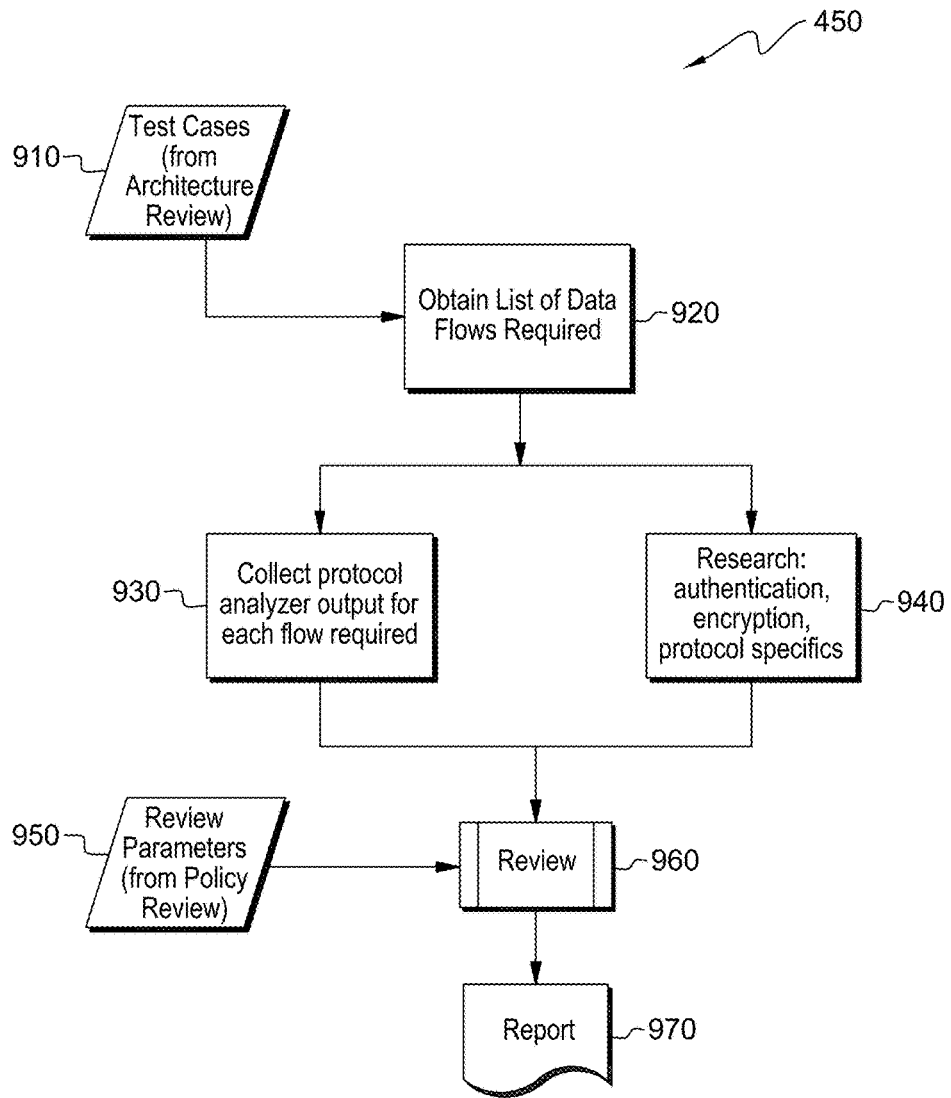 450
910
Test Cases
(from
Architecture
Review)
Obtain List of Data
Flows Required
920
930
Collect protocol
analyzer output for
each flow required
Research:
authentication,
encryption,
protocol specifics
940
950
Review
Parameters
(from Policy
Review)
Review
960
Report
970